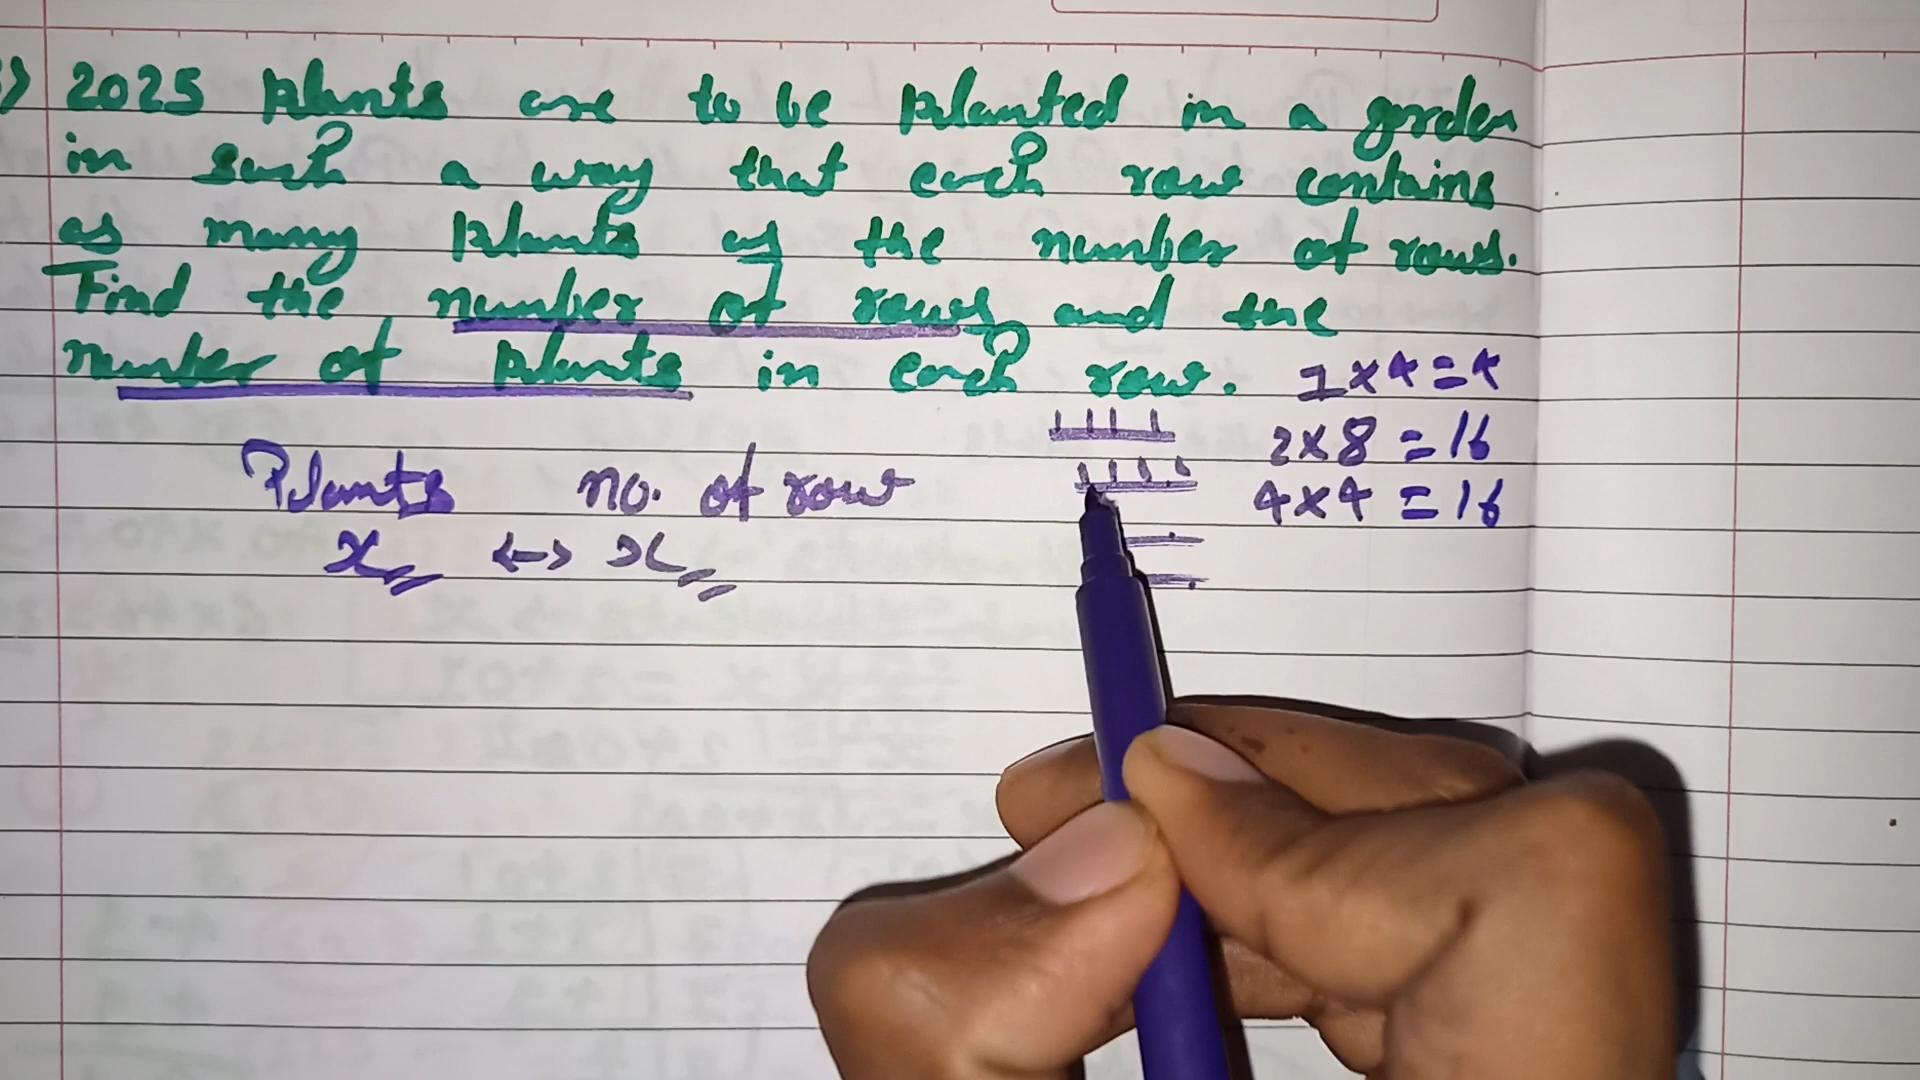 2025 plants are to be planted in a garden
in such a way that each row contains
as many plants as the number of rows.
Find the number of rows and the
number of plants in each row.
1×4=4
2×8=16
Plants no. of row
4×4=16
x ↔ x